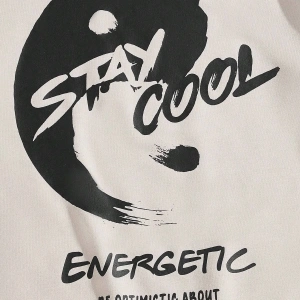 STAY
COOL
ENERGETIC
BE OPTIMISTIC ABOUT